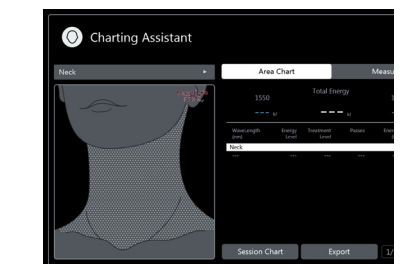 Charting Assistant
Neck
Area Chart
Measu
Total Energy
1550
--- kJ
--- kJ
WaveLength (nm)
Energy Level
Treatment Level
Passes
Ener
Neck
--- --- --- ---
Session Chart
Export
1/